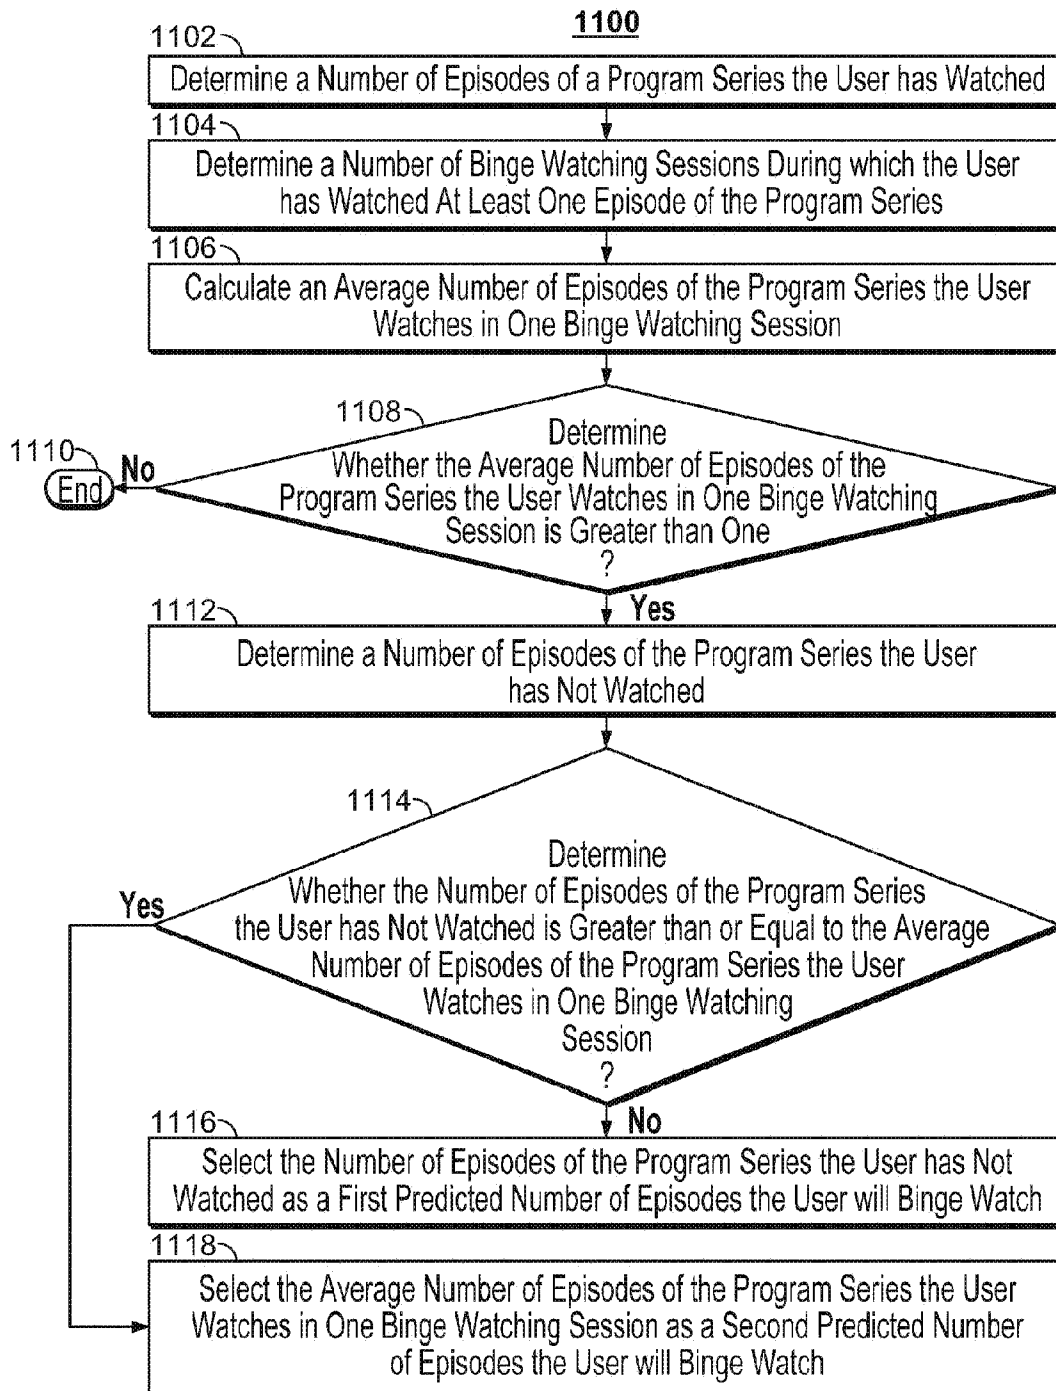 1100
1102
Determine a Number of Episodes of a Program Series the User has Watched
1104
Determine a Number of Binge Watching Sessions During which the User
has Watched At Least One Episode of the Program Series
1106
Calculate an Average Number of Episodes of the Program Series the User
Watches in One Binge Watching Session
1108
Determine
Whether the Average Number of Episodes of the
Program Series the User Watches in One Binge Watching
Session is Greater than One
?
1110
No
End
Yes
1112
Determine a Number of Episodes of the Program Series the User
has Not Watched
1114
Determine
Whether the Number of Episodes of the Program Series
the User has Not Watched is Greater than or Equal to the Average
Number of Episodes of the Program Series the User
Watches in One Binge Watching
Session
?
Yes
No
1116
Select the Number of Episodes of the Program Series the User has Not
Watched as a First Predicted Number of Episodes the User will Binge Watch
1118
Select the Average Number of Episodes of the Program Series the User
Watches in One Binge Watching Session as a Second Predicted Number
of Episodes the User will Binge Watch